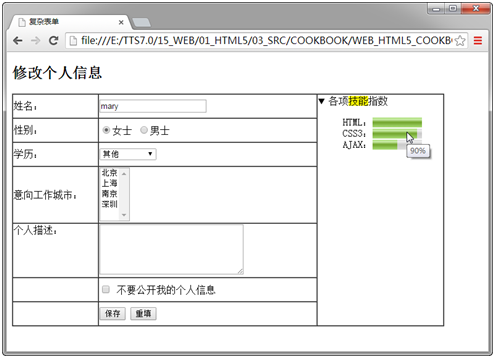 复杂表单
file:///E:/TTS7.0/15_WEB/01_HTML5/03_SRC/COOKBOOK/WEB_HTML5_COOKB
修改个人信息
姓名： mary
性别： 女士 男士
学历： 其他
意向工作城市： 北京
上海
南京
深圳
个人描述：
不要公开我的个人信息
保存 重填
各项技能指数
HTML：
CSS3：
AJAX：
90%